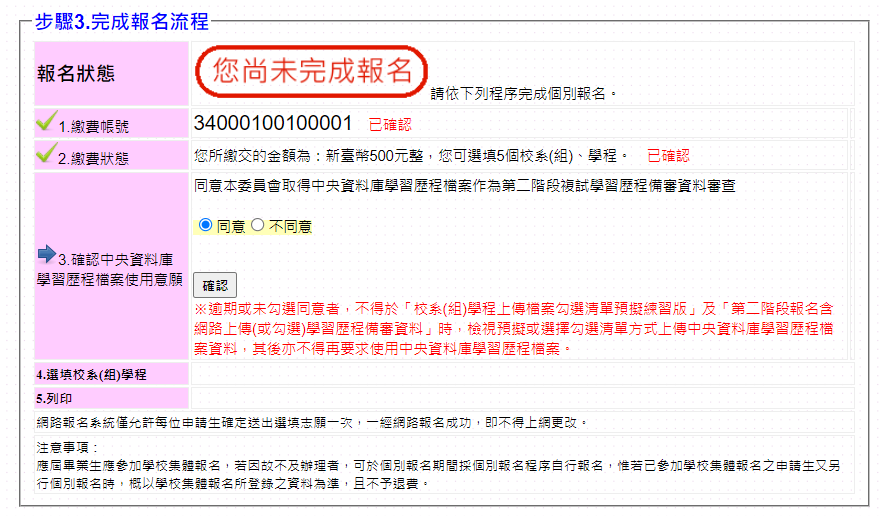 步驟3.完成報名流程
報名狀態
您尚未完成報名
請依下列程序完成個別報名。
1.繳費帳號
34000100100001 已確認
2.繳費狀態
您所繳交的金額為：新臺幣500元整，您可選填5個校系(組)、學程。 已確認
3.確認中央資料庫
學習歷程檔案使用意願
同意本委員會取得中央資料庫學習歷程檔案作為第二階段複試學習歷程備審資料審查
同意 不同意
確認
※逾期或未勾選同意者，不得於「校系(組)學程上傳檔案勾選清單預擬練習版」及「第二階段報名含
網路上傳(或勾選)學習歷程備審資料」時，檢視預擬或選擇勾選清單方式上傳中央資料庫學習歷程檔
案資料，其後亦不得再要求使用中央資料庫學習歷程檔案。
4.選填校系(組)學程
5.列印
網路報名系統僅允許每位申請生確定送出選填志願一次，一經網路報名成功，即不得上網更改。
注意事項：
應屆畢業生應參加學校集體報名，若因故不及辦理者，可於個別報名期間採個別報名程序自行報名，惟若已參加學校集體報名之申請生又另
行個別報名時，概以學校集體報名所登錄之資料為準，且不予退費。